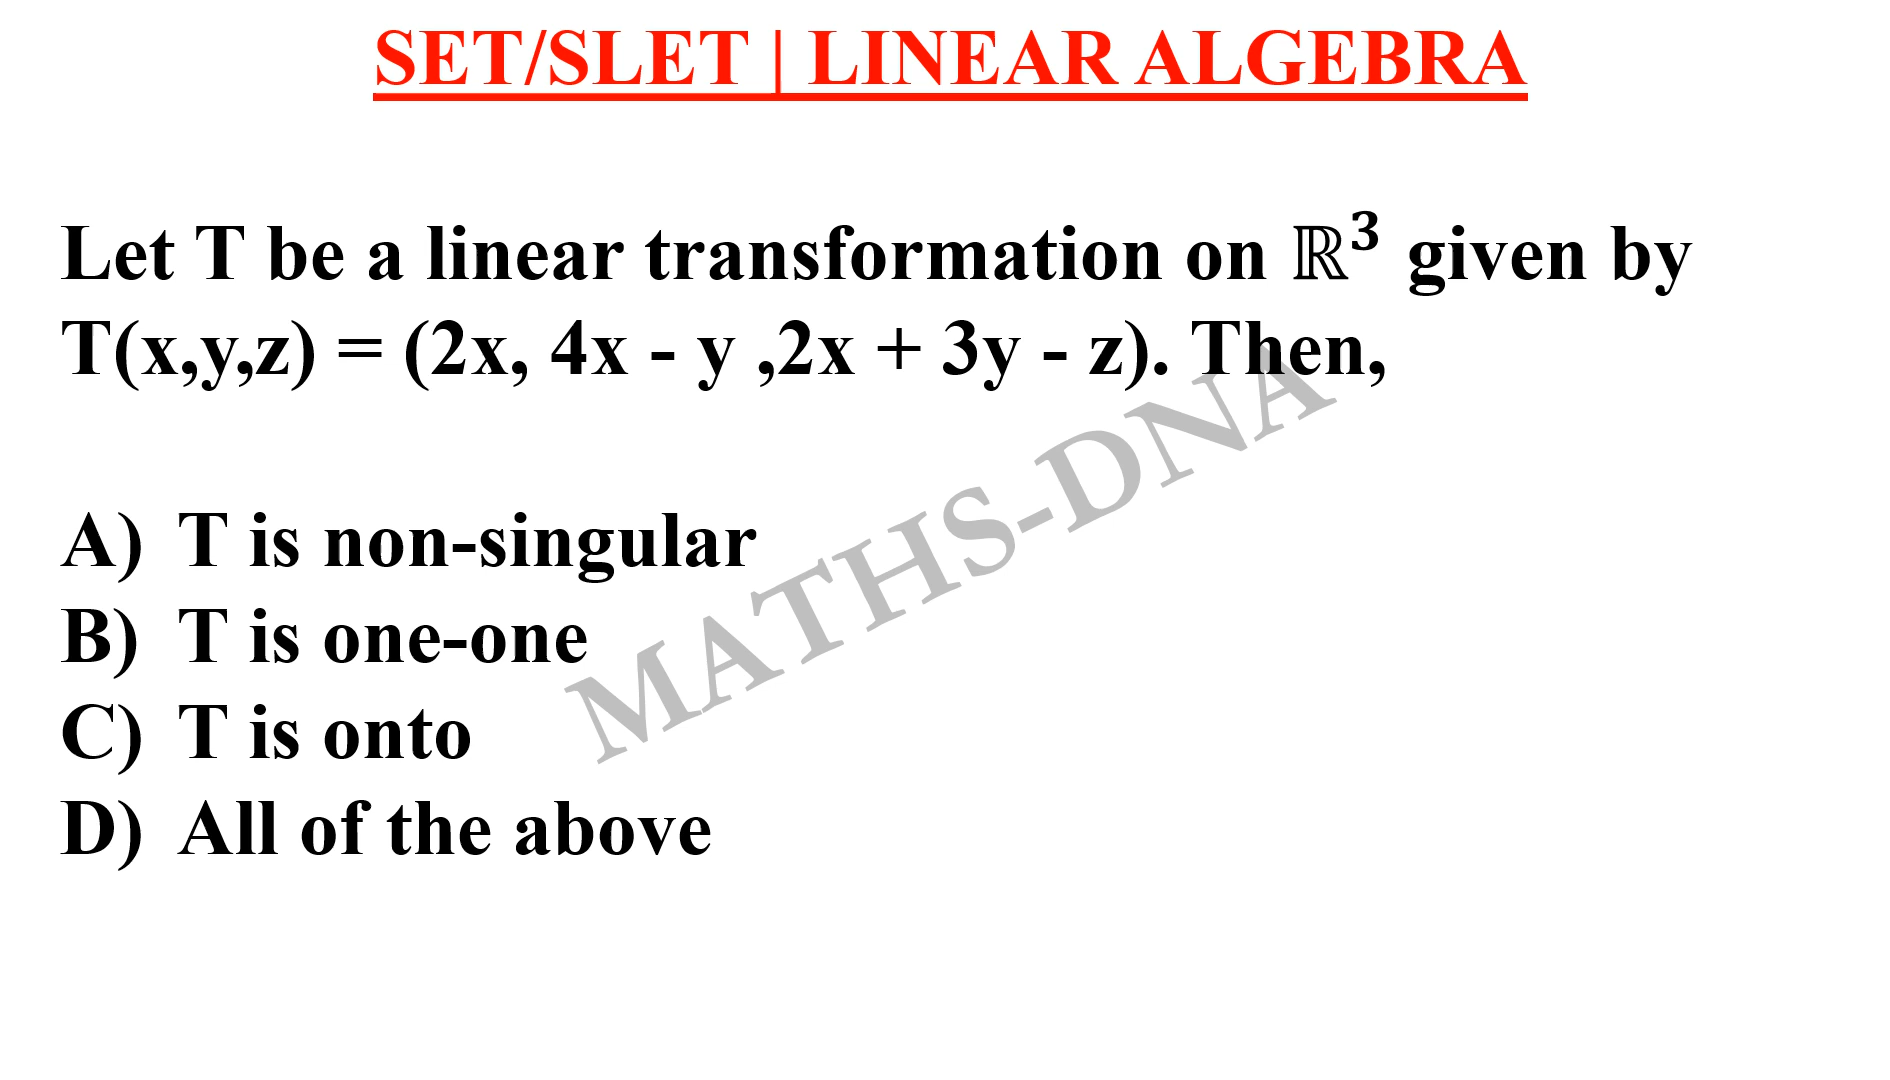 SET/SLET | LINEAR ALGEBRA
Let T be a linear transformation on ℝ³ given by
T(x,y,z) = (2x, 4x - y ,2x + 3y - z). Then,
A) T is non-singular
B) T is one-one
C) T is onto
D) All of the above
MATHS-DNA